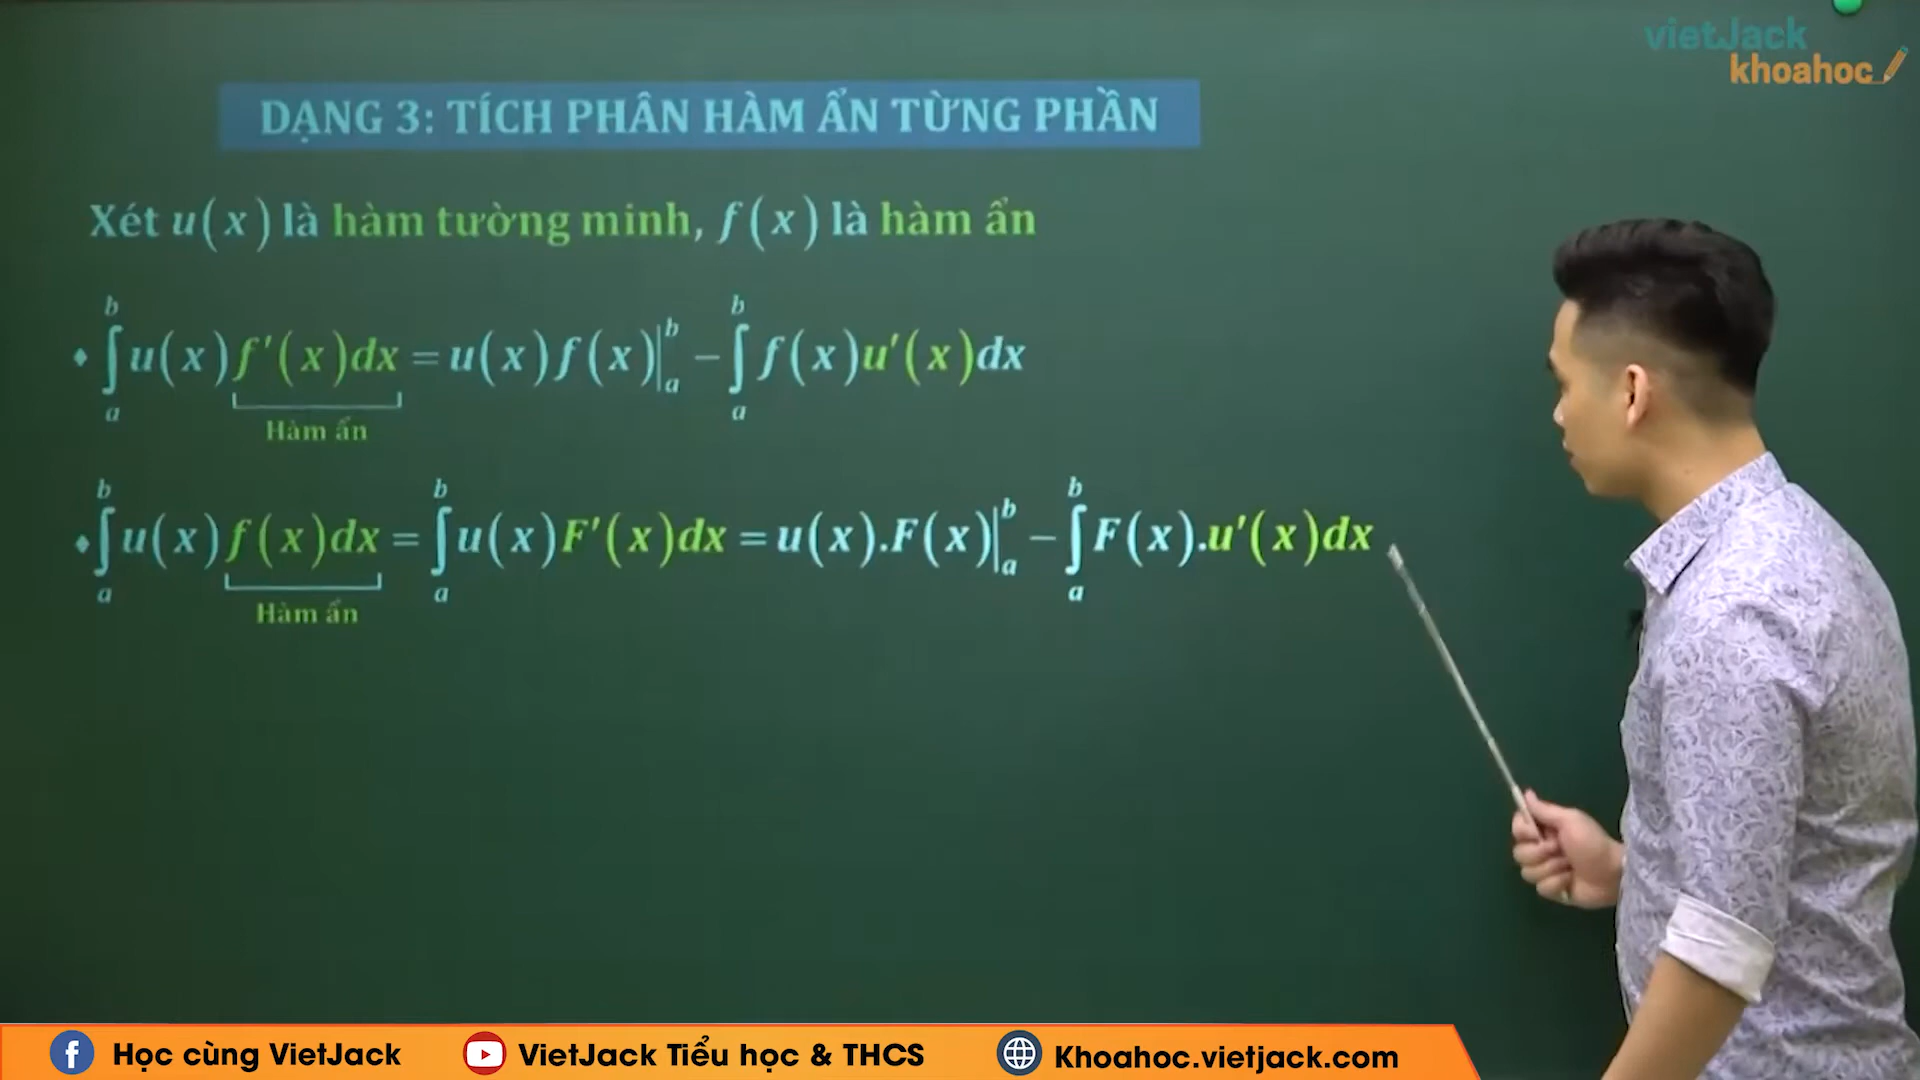 vietJack
khoahoc
DẠNG 3: TÍCH PHÂN HÀM ẨN TỪNG PHẦN
Xét u(x) là hàm tường minh, f(x) là hàm ẩn
♦ ∫_a^b u(x)f'(x)dx = u(x)f(x)|_a^b − ∫_a^b f(x)u'(x)dx
Hàm ẩn
♦ ∫_a^b u(x)f(x)dx = ∫_a^b u(x)F'(x)dx = u(x).F(x)|_a^b − ∫_a^b F(x).u'(x)dx
Hàm ẩn
Học cùng VietJack
VietJack Tiểu học & THCS
Khoahoc.vietjack.com